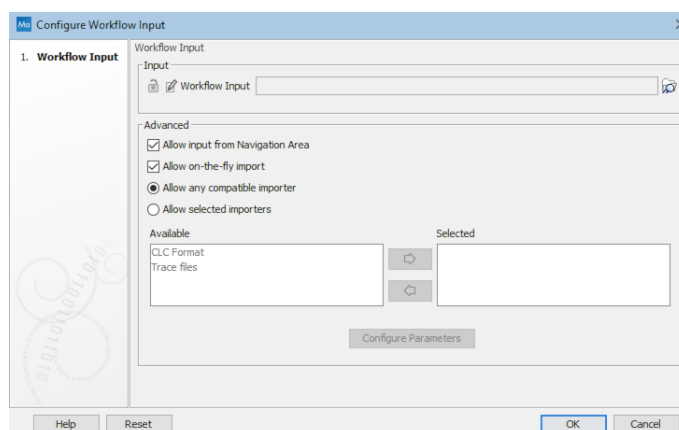 Mo Configure Workflow Input
1. Workflow Input
Workflow Input
Input
Workflow Input
Advanced
Allow input from Navigation Area
Allow on-the-fly import
Allow any compatible importer
Allow selected importers
Available Selected
CLC Format
Trace files
Configure Parameters
Help Reset OK Cancel